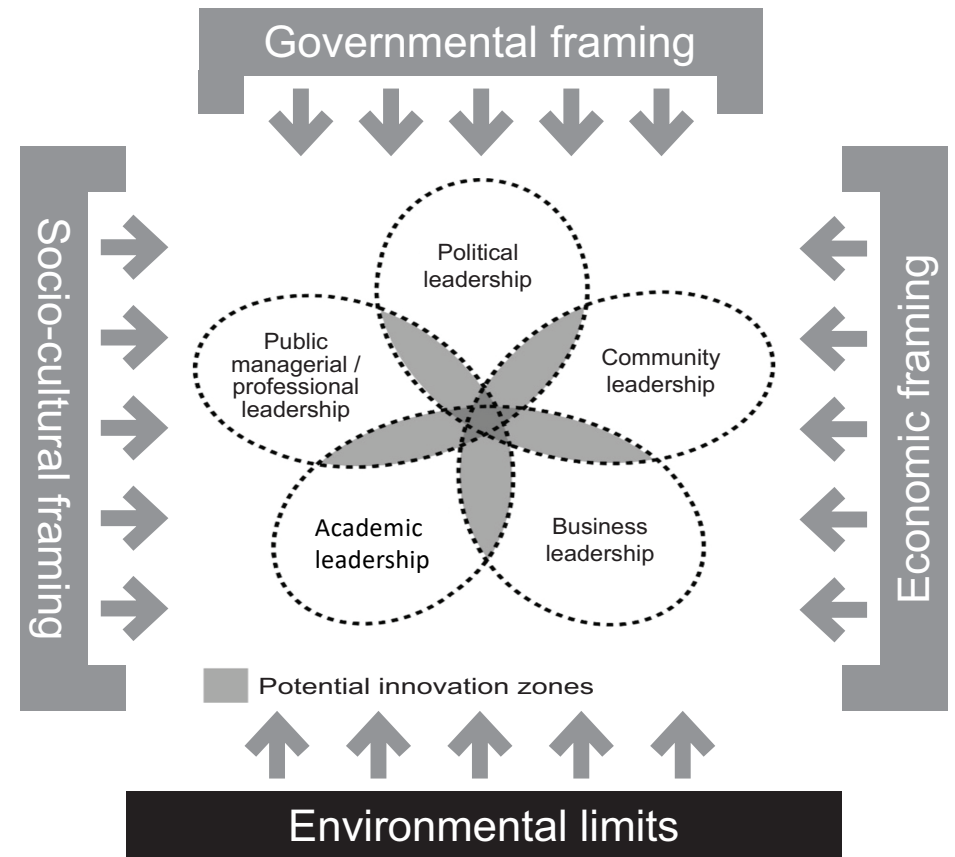 Governmental framing
Socio-cultural framing
Economic framing
Political
leadership
Public
managerial /
professional
leadership
Community
leadership
Academic
leadership
Business
leadership
Potential innovation zones
Environmental limits